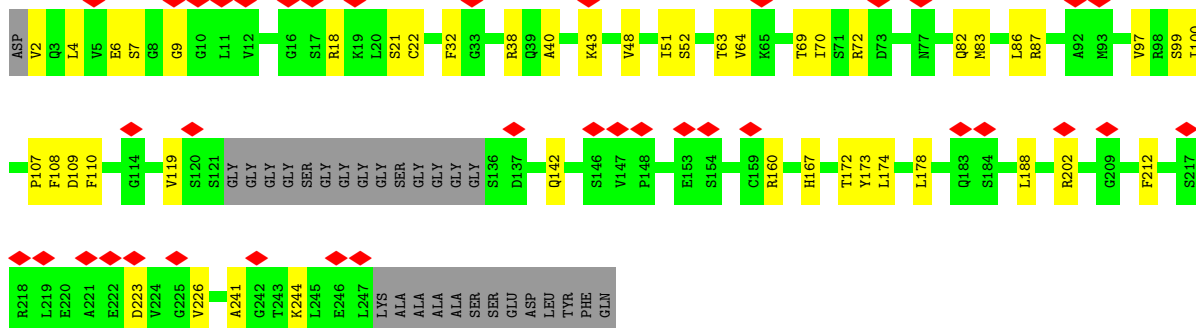 ASP V2 Q3 L4 V5 E6 S7 G8 G9 G10 L11 V12 G16 S17 R18 K19 L20 S21 C22 F32 G33 R38 Q39 A40 K43 V48 I51 S52 T63 V64 K65 T69 I70 S71 R72 D73 N77 Q82 M83 L86 R87 A92 M93 V97 R98 S99 I100
P107 F108 D109 F110 G114 V119 S120 S121 GLY GLY GLY GLY SER GLY GLY GLY GLY SER GLY GLY GLY GLY S136 D137 Q142 S146 V147 P148 E153 S154 C159 R160 H167 T172 Y173 L174 L178 Q183 S184 L188 R202 G209 F212 S217
R218 L219 E220 A221 E222 D223 V224 G225 V226 A241 G242 T243 K244 L245 E246 L247 LYS ALA ALA ALA ALA SER SER GLU ASP LEU TYR PHE GLN